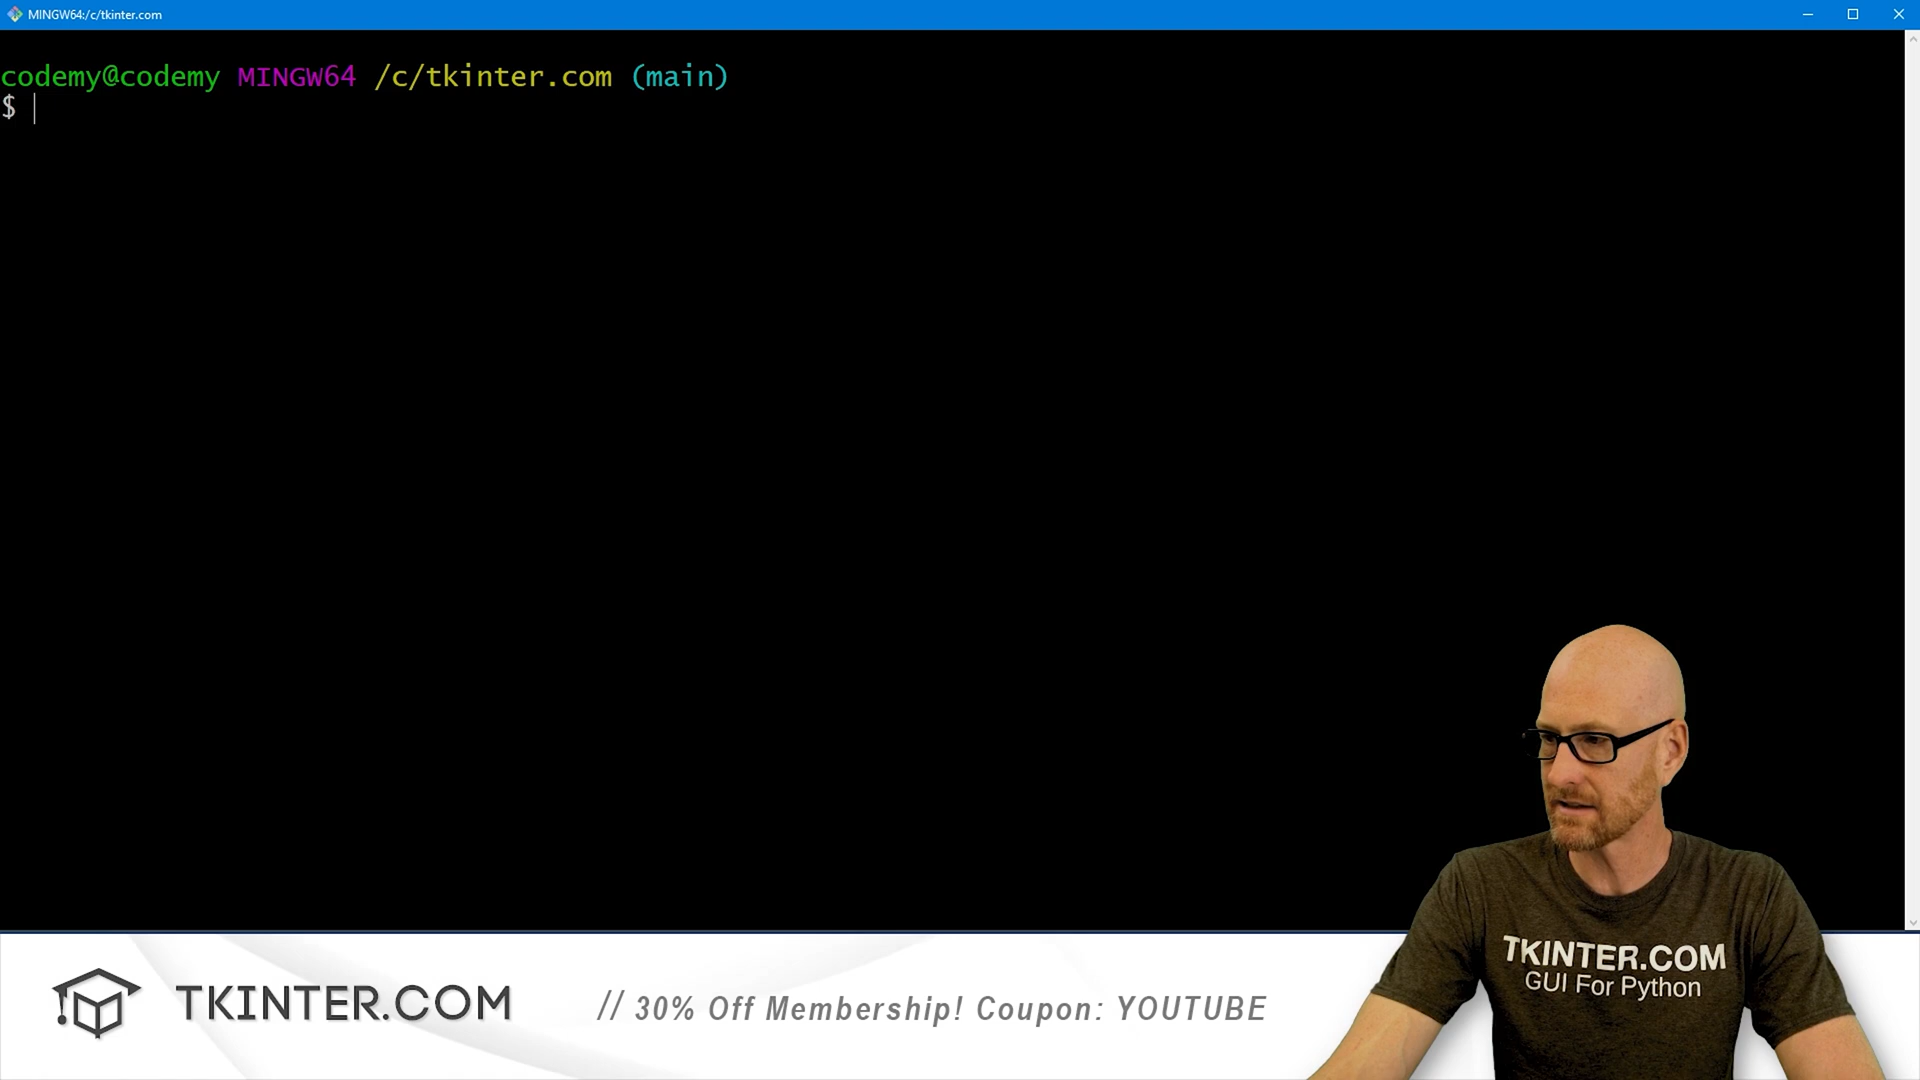 MINGW64:/c/tkinter.com
codemy@codemy MINGW64 /c/tkinter.com (main)
$
TKINTER.COM
GUI For Python
TKINTER.COM
// 30% Off Membership! Coupon: YOUTUBE